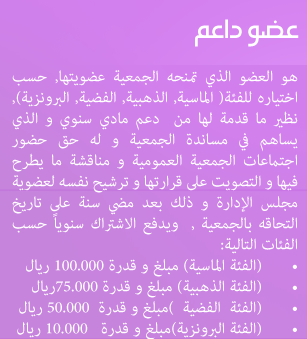 عضو داعم
هو العضو الذي تمنحه الجمعية عضويتها, حسب
اختياره للفئة( الماسية, الذهبية, الفضية, البرونزية),
نظير ما قدمة لها من دعم مادي سنوي و الذي
يساهم في مساندة الجمعية و له حق حضور
اجتماعات الجمعية العمومية و مناقشة ما يطرح
فيها و التصويت على قرارتها و ترشيح نفسه لعضوية
مجلس الإدارة و ذلك بعد مضي سنة على تاريخ
التحاقه بالجمعية , ويدفع الاشتراك سنوياً حسب
الفئات التالية:
• (الفئة الماسية) مبلغ و قدرة 100.000 ريال
• (الفئة الذهبية) مبلغ و قدرة 75.000ريال
• (الفئة الفضية )مبلغ و قدرة 50.000 ريال
• (الفئة البرونزية)مبلغ و قدرة 10.000 ريال